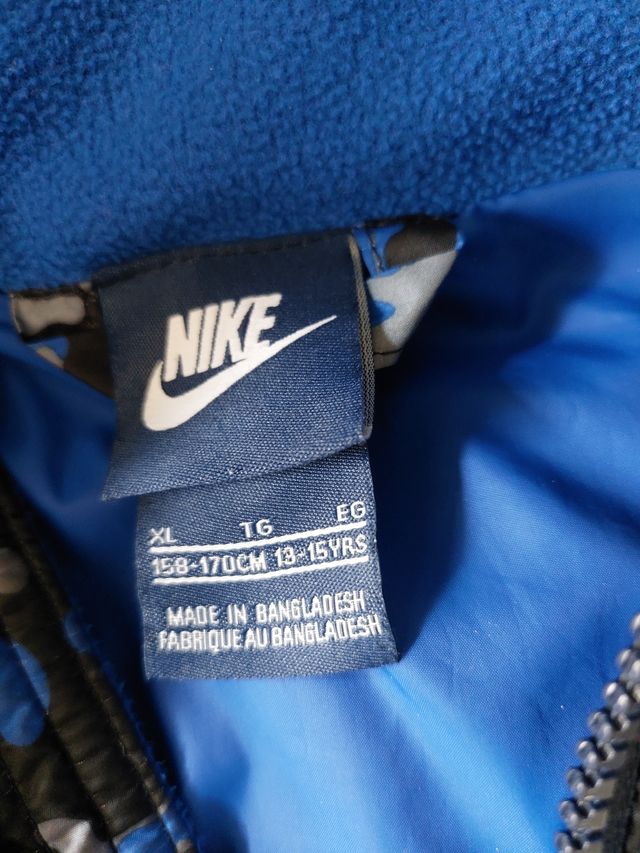 NIKE
XL TG EG
158-170CM 13-15YRS
MADE IN BANGLADESH
FABRIQUE AU BANGLADESH